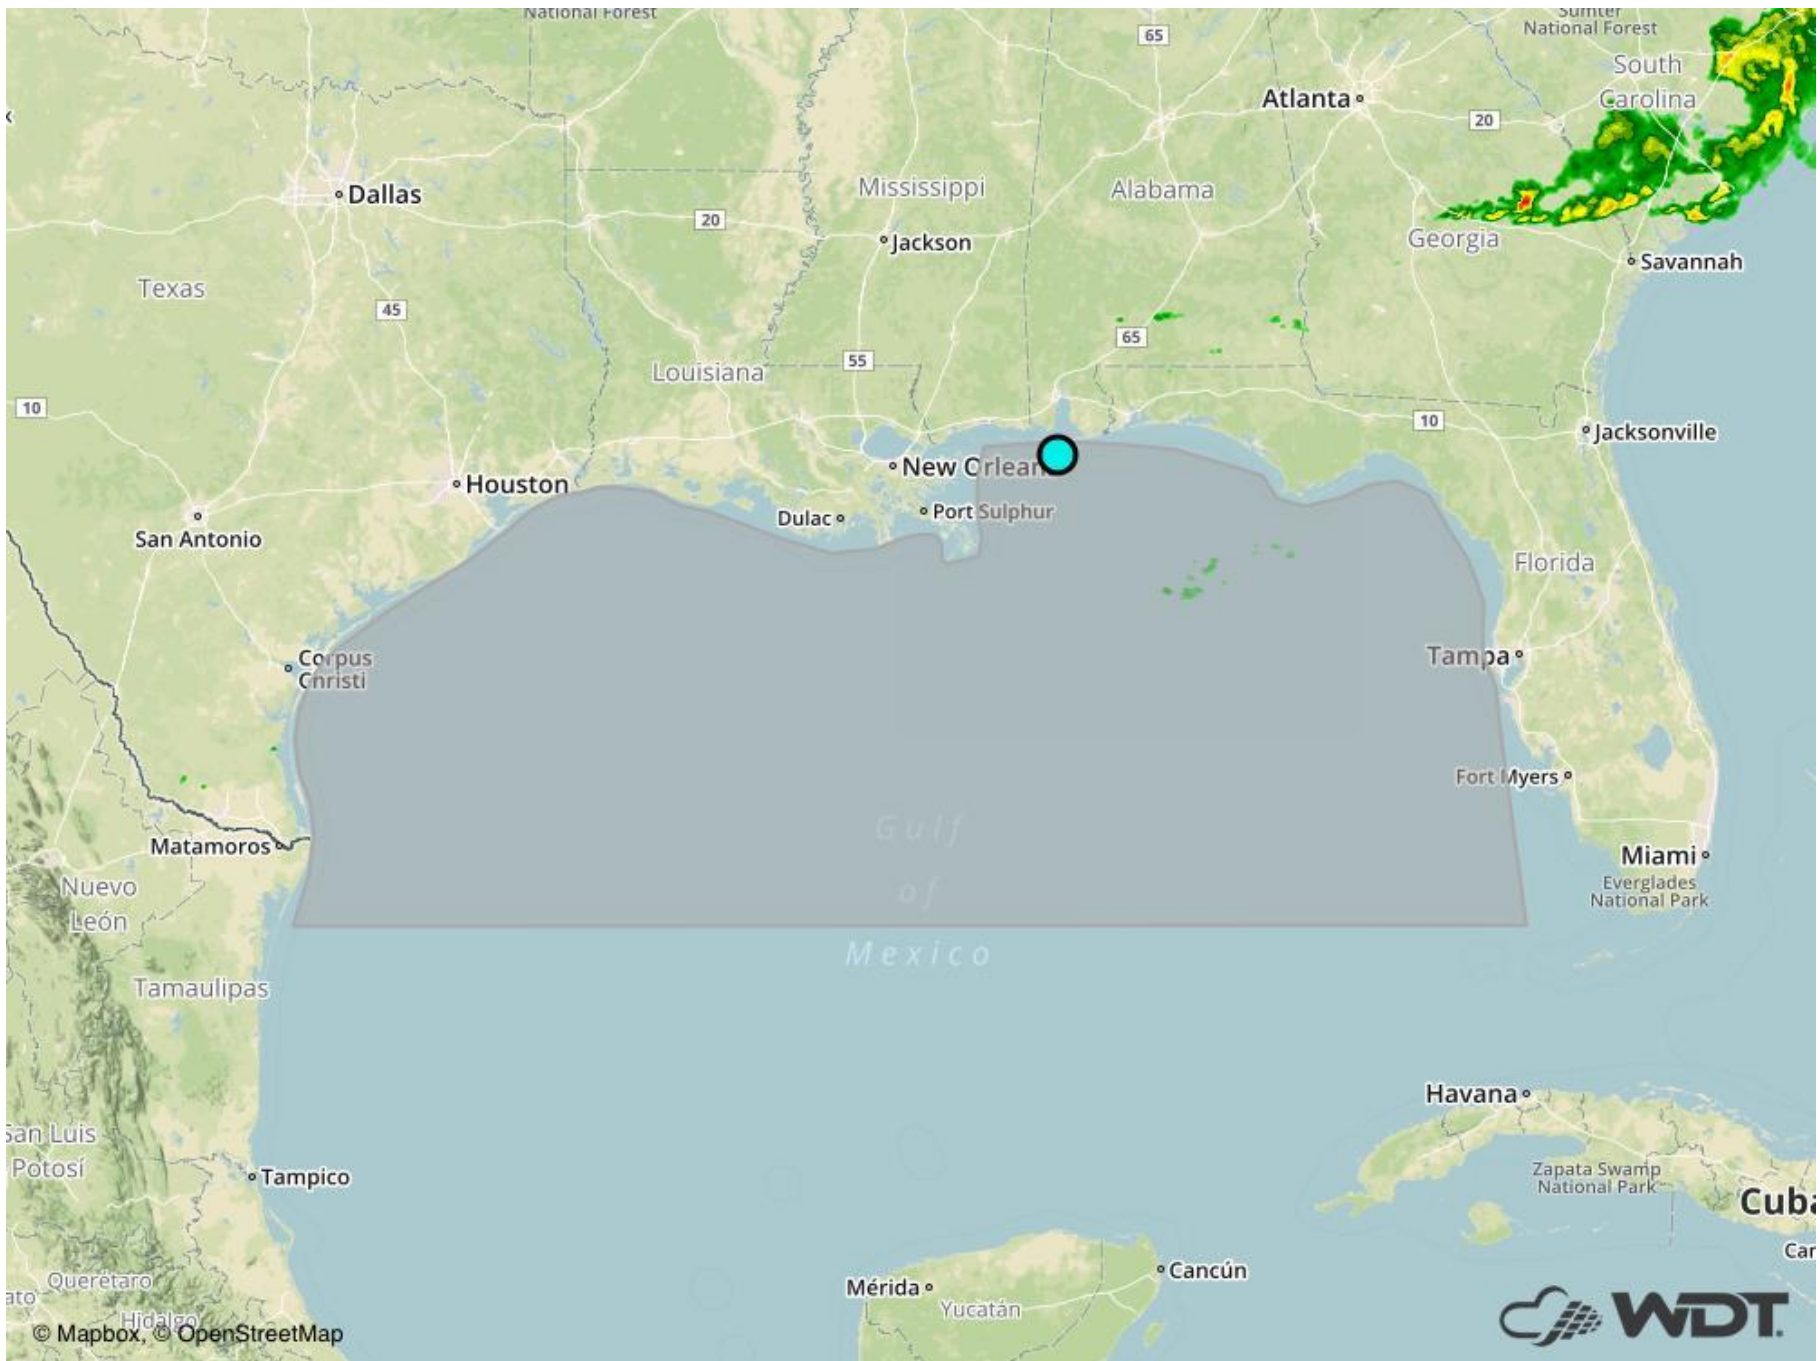 National Forest
Sumter
National Forest
65
South
Carolina
Atlanta
20
Dallas
Mississippi
Alabama
20
Jackson
Georgia
Savannah
Texas
45
65
55
Louisiana
10
10
Jacksonville
New Orlean
Houston
Port Sulphur
Dulac
San Antonio
Florida
Corpus
Christi
Tampa
Fort Myers
Gulf
of
Mexico
Matamoros
Miami
Everglades
National Park
Nuevo
León
Tamaulipas
Havana
San Luis
Potosí
Tampico
Zapata Swamp
National Park
Cuba
Cancún
Mérida
Yucatán
Querétaro
Hidalgo
© Mapbox, © OpenStreetMap
WDT